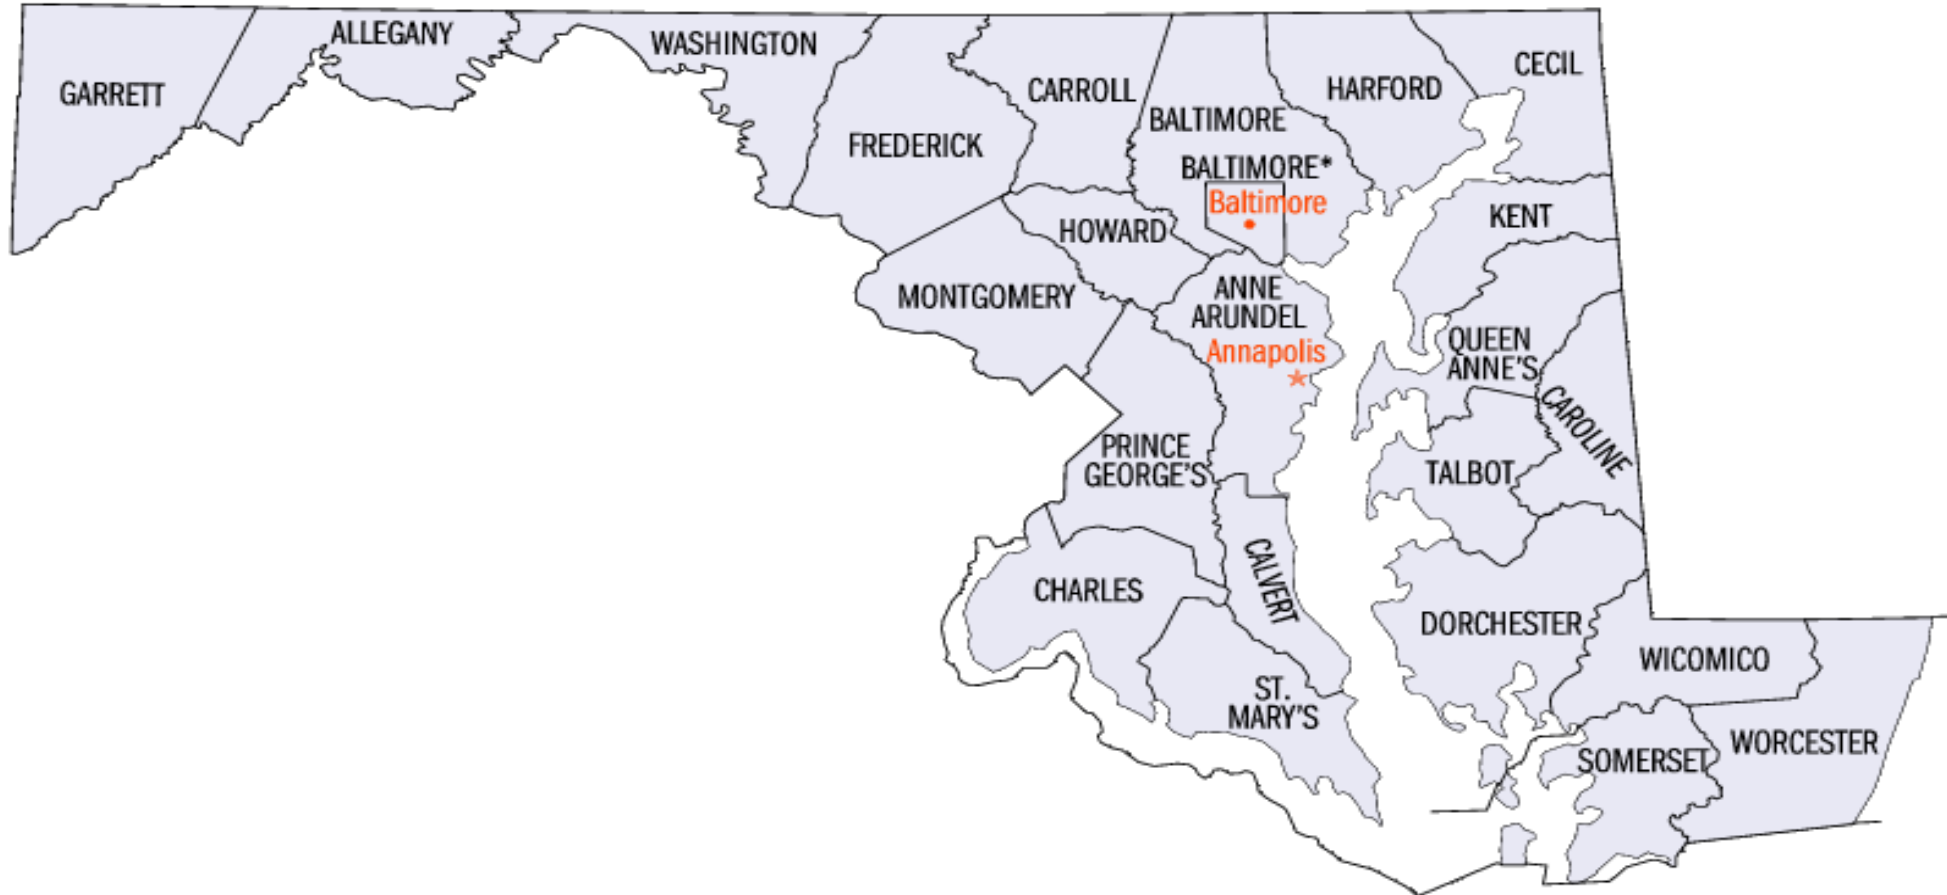 ALLEGANY
WASHINGTON
GARRETT
CECIL
CARROLL
HARFORD
BALTIMORE
FREDERICK
BALTIMORE*
Baltimore
KENT
HOWARD
MONTGOMERY
ANNE
ARUNDEL
Annapolis
QUEEN
ANNE'S
CAROLINE
PRINCE
GEORGE'S
TALBOT
CALVERT
CHARLES
DORCHESTER
WICOMICO
ST.
MARY'S
WORCESTER
SOMERSET